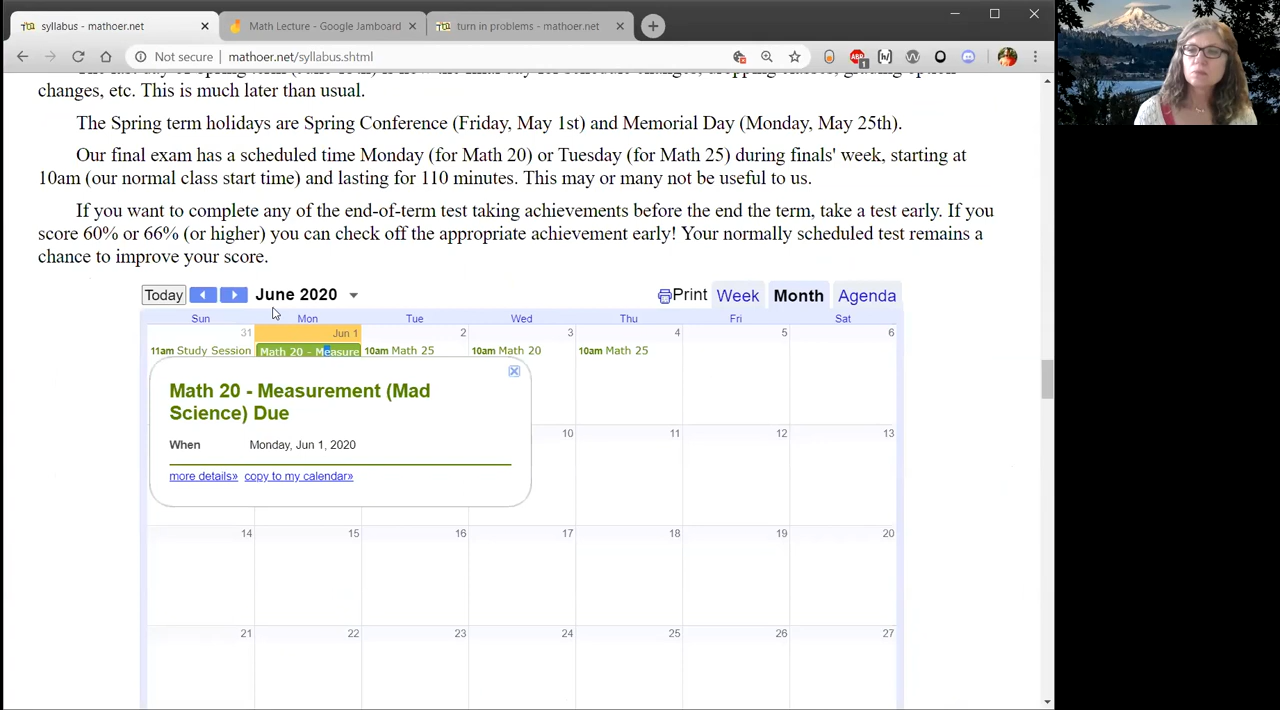 syllabus - mathoer.net
Math Lecture - Google Jamboard
turn in problems - mathoer.net
Not secure
mathoer.net/syllabus.shtml
changes, etc. This is much later than usual.
The Spring term holidays are Spring Conference (Friday, May 1st) and Memorial Day (Monday, May 25th).
Our final exam has a scheduled time Monday (for Math 20) or Tuesday (for Math 25) during finals' week, starting at
10am (our normal class start time) and lasting for 110 minutes. This may or many not be useful to us.
If you want to complete any of the end-of-term test taking achievements before the end the term, take a test early. If you
score 60% or 66% (or higher) you can check off the appropriate achievement early! Your normally scheduled test remains a
chance to improve your score.
Today June 2020 Print Week Month Agenda
Sun Mon Tue Wed Thu Fri Sat
31 Jun 1 2 3 4 5 6
11am Study Session Math 20 - Measure 10am Math 25 10am Math 20 10am Math 25
Math 20 - Measurement (Mad
Science) Due
When Monday, Jun 1, 2020
more details» copy to my calendar»
10 11 12 13
14 15 16 17 18 19 20
21 22 23 24 25 26 27